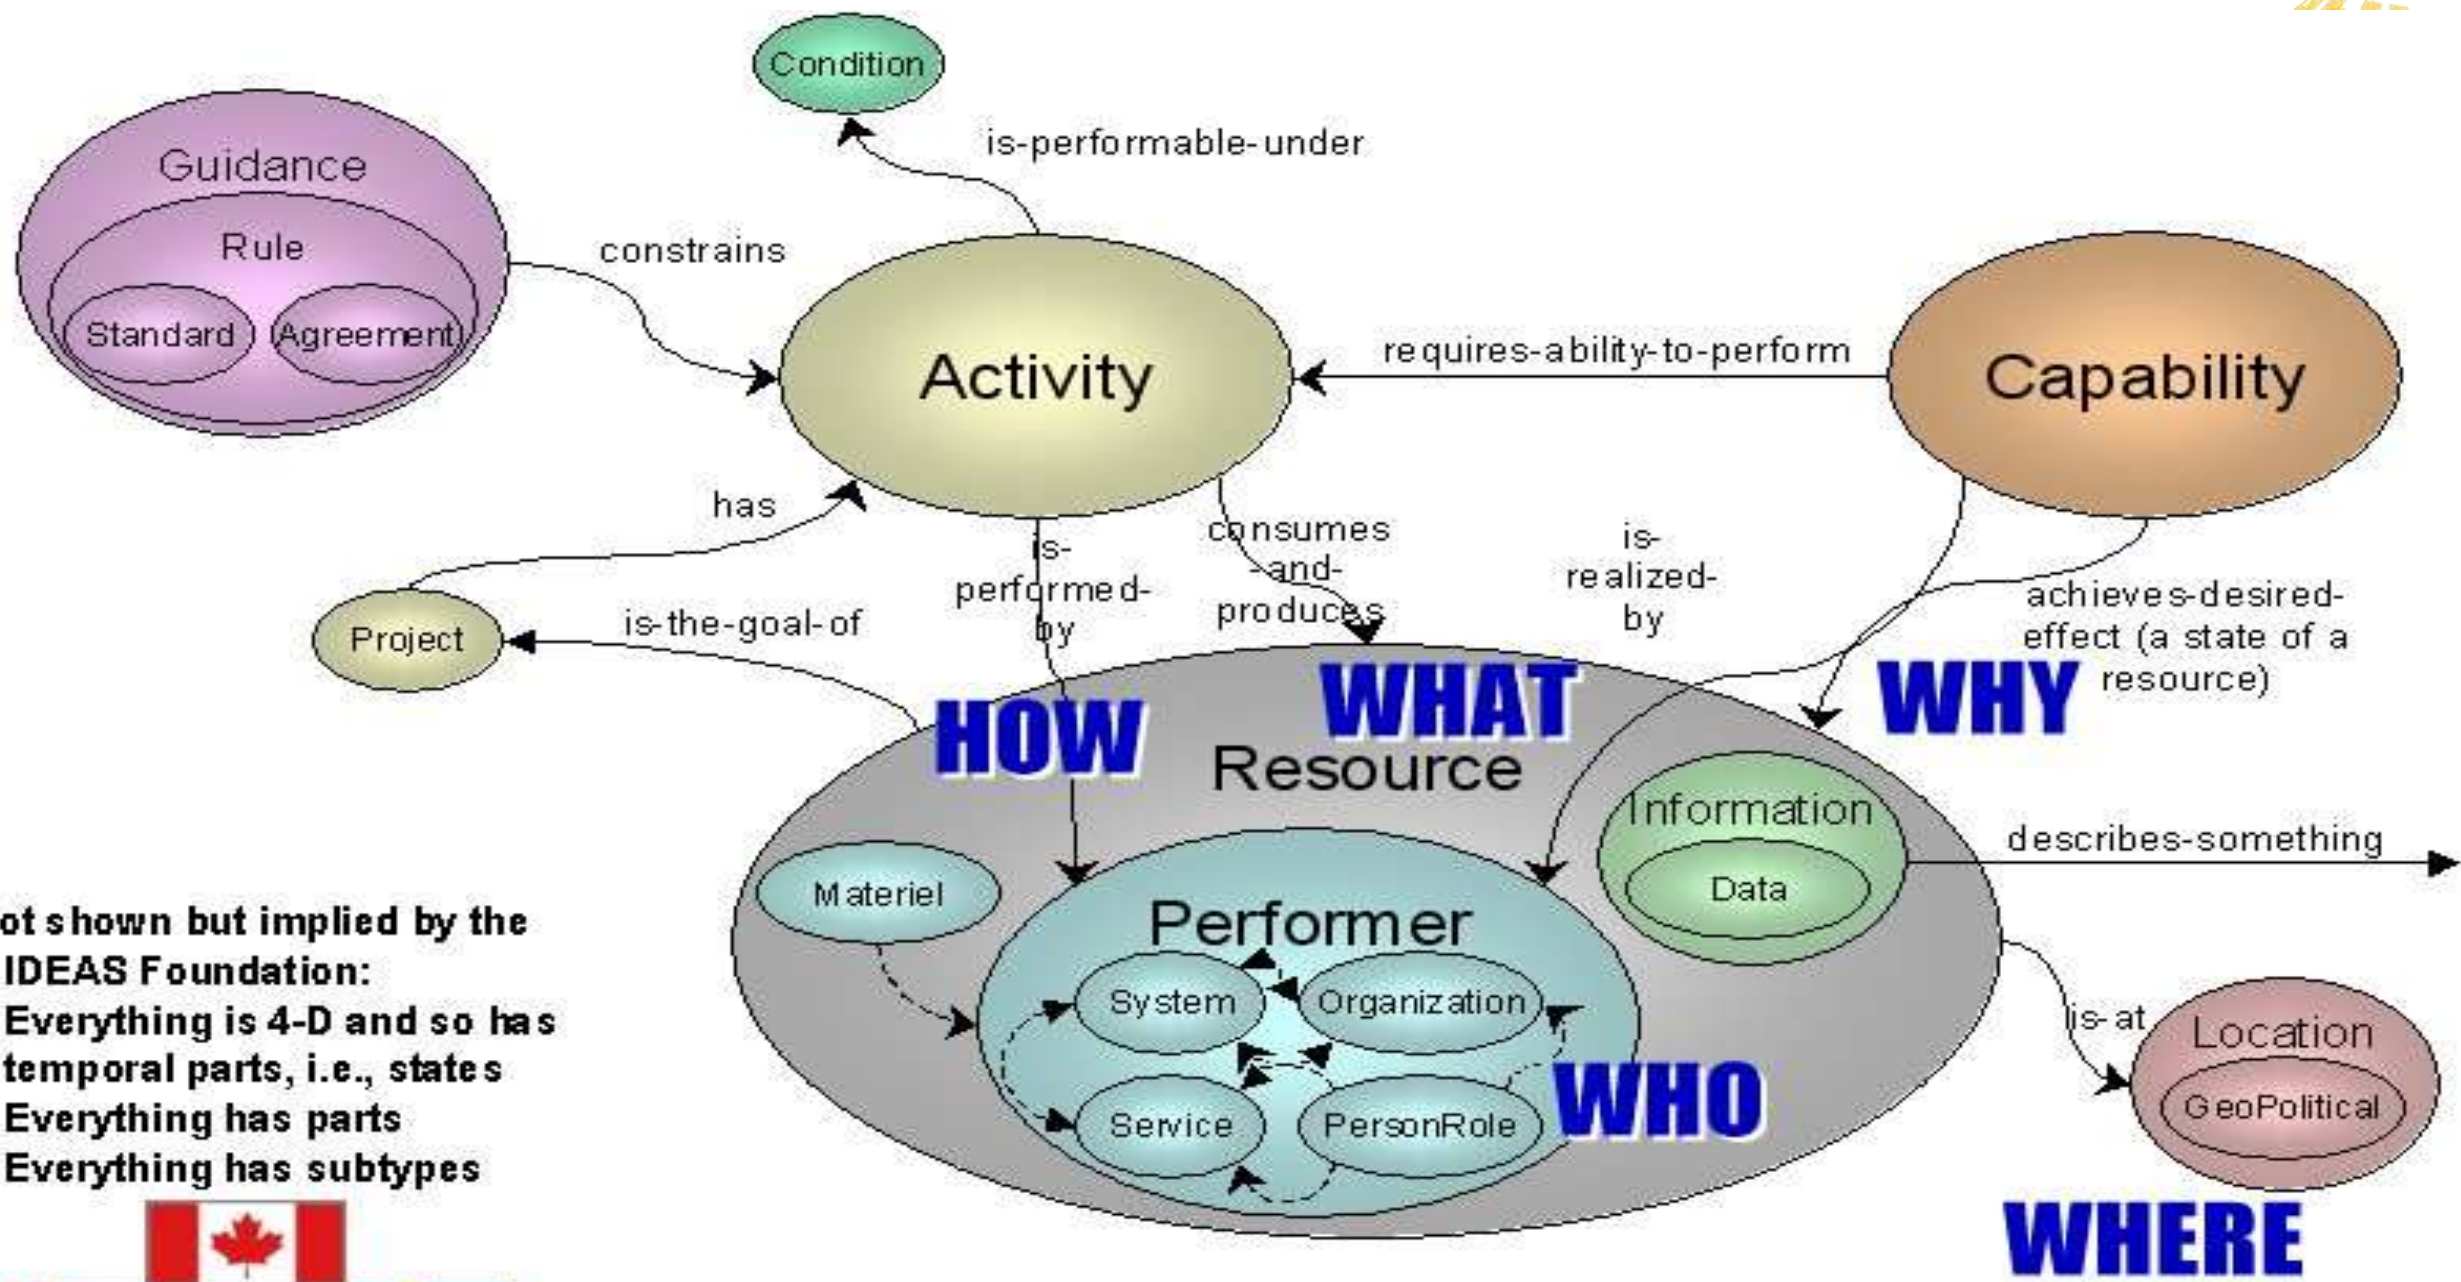 Condition
is-performable-under
Guidance
Rule
Standard
Agreement
constrains
Activity
requires-ability-to-perform
Capability
has
is-
performed-
by
consumes
-and-
produces
is-
realized-
by
achieves-desired-
effect (a state of a
resource)
Project
is-the-goal-of
HOW
WHAT
WHY
Resource
Information
Data
describes-something
Materiel
Performer
System
Organization
Service
PersonRole
WHO
is-at
Location
GeoPolitical
WHERE
ot shown but implied by the
IDEAS Foundation:
Everything is 4-D and so has
temporal parts, i.e., states
Everything has parts
Everything has subtypes